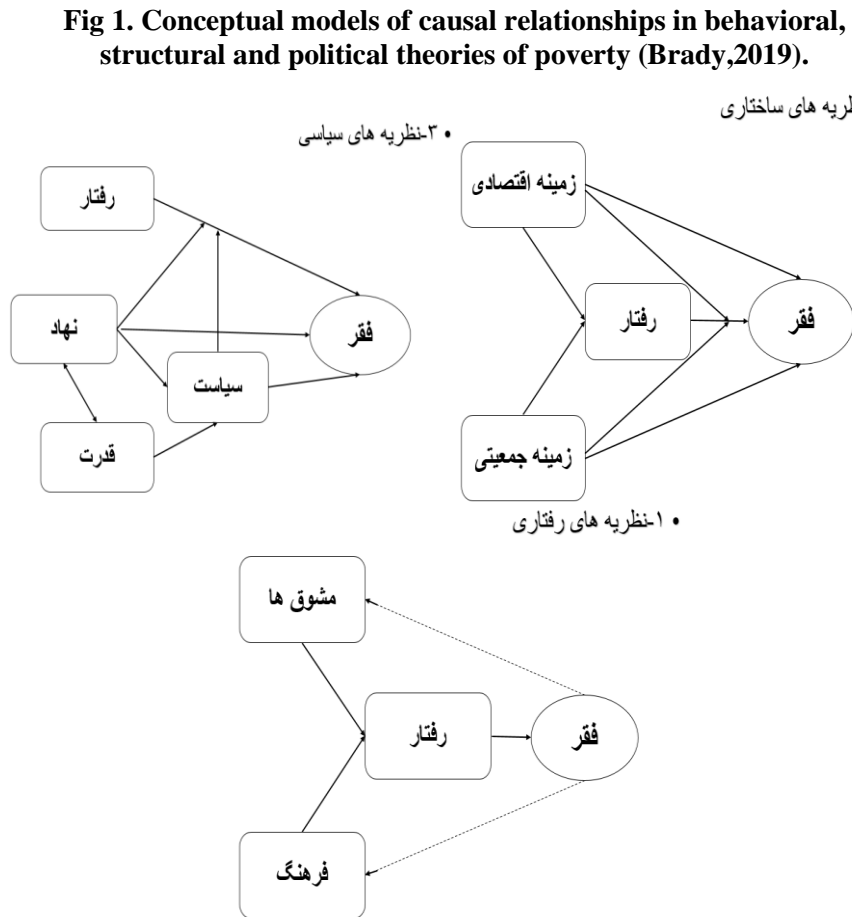 Fig 1. Conceptual models of causal relationships in behavioral,
structural and political theories of poverty (Brady,2019).
ظریه های ساختاری
• ۳-نظریه های سیاسی
زمینه اقتصادی
رفتار
فقر
زمینه جمعیتی
رفتار
نهاد
فقر
سیاست
قدرت
• ۱-نظریه های رفتاری
مشوق ها
رفتار
فقر
فرهنگ